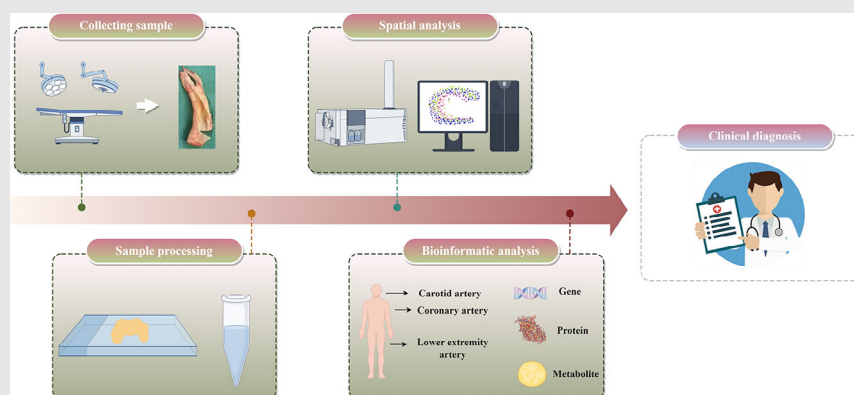 Collecting sample
Spatial analysis
Clinical diagnosis
Sample processing
Bioinformatic analysis
Carotid artery
Coronary artery
Lower extremity
artery
Gene
Protein
Metabolite